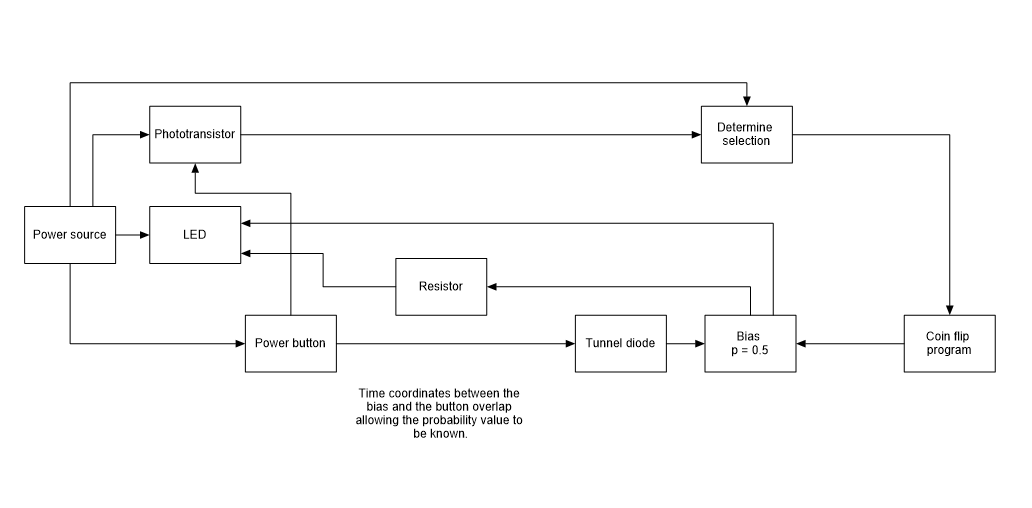 Phototransistor
Determine
selection
Power source
LED
Resistor
Power button
Tunnel diode
Bias
p = 0.5
Coin flip
program
Time coordinates between the
bias and the button overlap
allowing the probability value to
be known.